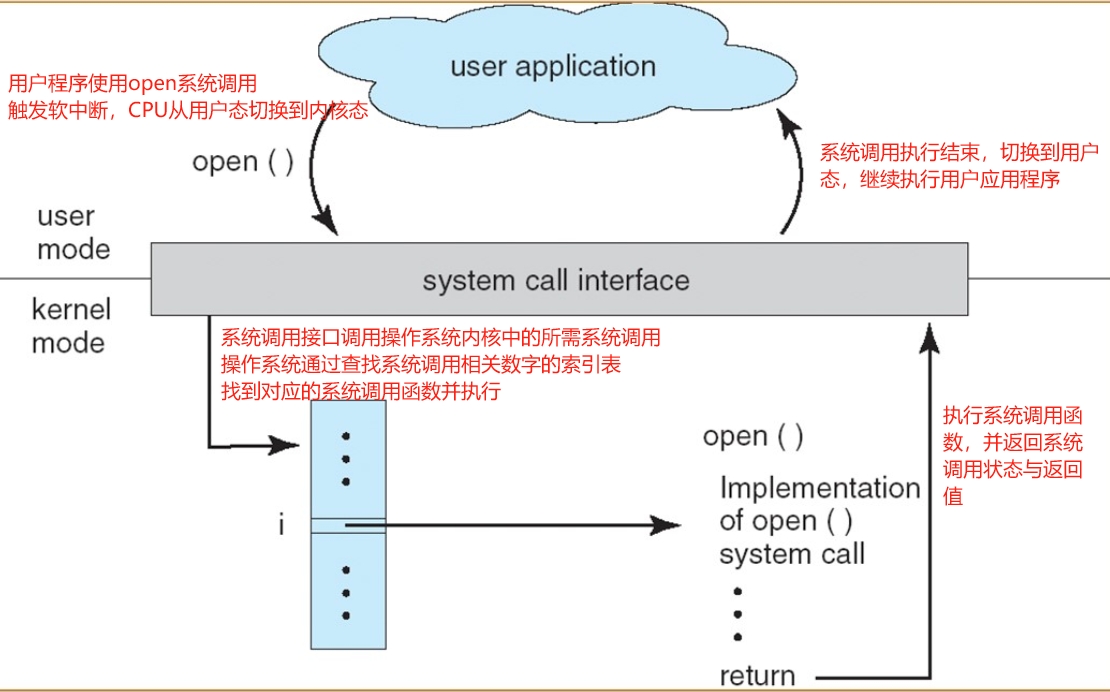 user application
用户程序使用open系统调用
触发软中断，CPU从用户态切换到内核态
open ( )
系统调用执行结束，切换到用户
态，继续执行用户应用程序
user
mode
system call interface
kernel
mode
系统调用接口调用操作系统内核中的所需系统调用
操作系统通过查找系统调用相关数字的索引表
找到对应的系统调用函数并执行
i
open ( )
Implementation
of open ( )
system call
return
执行系统调用函
数，并返回系统
调用状态与返回
值